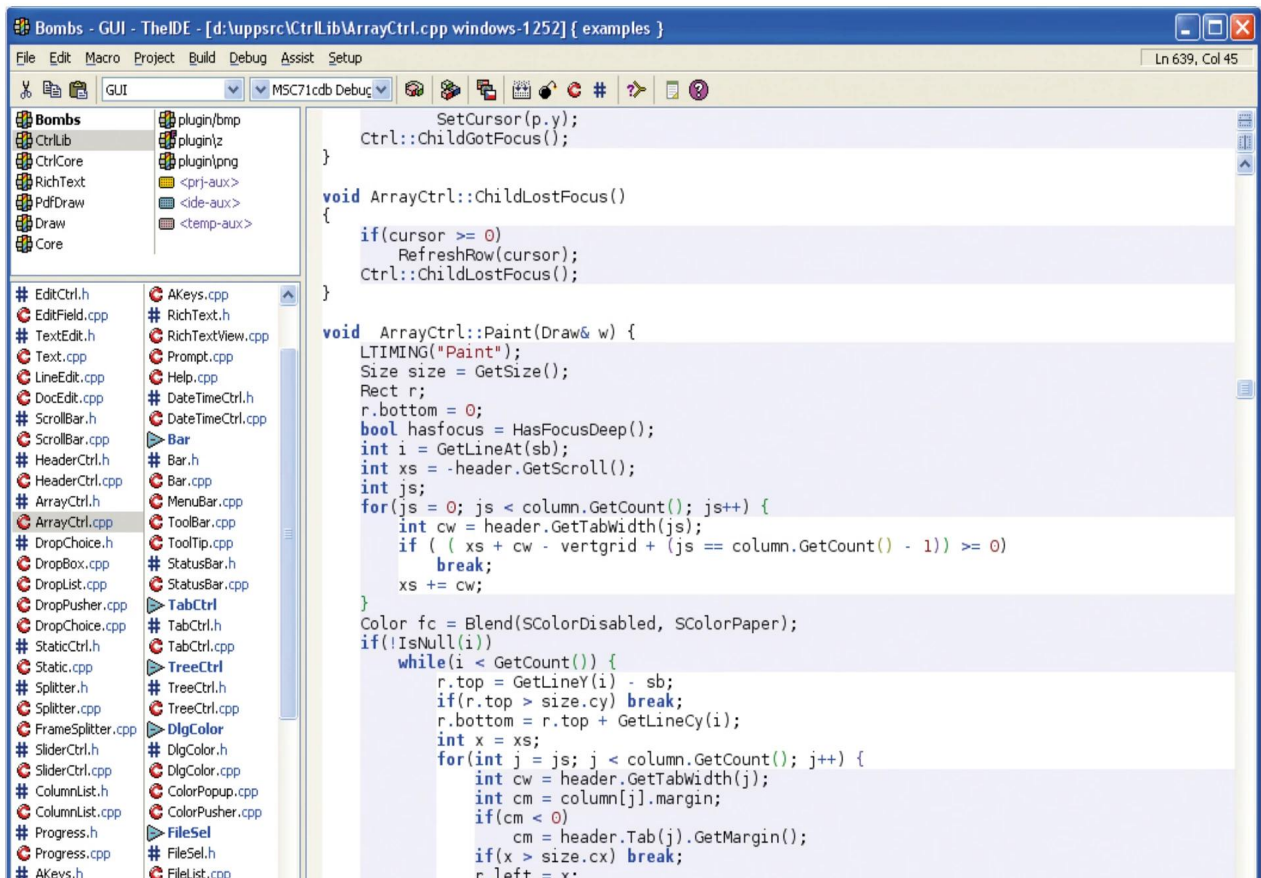 Bombs - GUI - TheIDE - [d:\uppsrc\CtrlLib\ArrayCtrl.cpp windows-1252] { examples }
File Edit Macro Project Build Debug Assist Setup
Ln 639, Col 45
GUI
MSC71cdb Debug
Bombs
CtrlLib
CtrlCore
RichText
PdfDraw
Draw
Core
plugin/bmp
plugin\z
plugin\png
<prj-aux>
<ide-aux>
<temp-aux>
# EditCtrl.h
EditField.cpp
# TextEdit.h
Text.cpp
LineEdit.cpp
DocEdit.cpp
# ScrollBar.h
ScrollBar.cpp
# HeaderCtrl.h
HeaderCtrl.cpp
# ArrayCtrl.h
ArrayCtrl.cpp
# DropChoice.h
DropBox.cpp
DropList.cpp
DropPusher.cpp
DropChoice.cpp
# StaticCtrl.h
Static.cpp
# Splitter.h
Splitter.cpp
FrameSplitter.cpp
# SliderCtrl.h
SliderCtrl.cpp
# ColumnList.h
ColumnList.cpp
# Progress.h
Progress.cpp
# AKeys.h
AKeys.cpp
# RichText.h
RichTextView.cpp
Prompt.cpp
Help.cpp
# DateTimeCtrl.h
DateTimeCtrl.cpp
Bar
# Bar.h
Bar.cpp
MenuBar.cpp
ToolBar.cpp
ToolTip.cpp
# StatusBar.h
StatusBar.cpp
TabCtrl
# TabCtrl.h
TabCtrl.cpp
TreeCtrl
# TreeCtrl.h
TreeCtrl.cpp
DlgColor
# DlgColor.h
DlgColor.cpp
ColorPopup.cpp
ColorPusher.cpp
FileSel
# FileSel.h
FileList.cpp
SetCursor(p.y);
Ctrl::ChildGotFocus();
}
void ArrayCtrl::ChildLostFocus()
{
if(cursor >= 0)
RefreshRow(cursor);
Ctrl::ChildLostFocus();
}
void ArrayCtrl::Paint(Draw& w) {
LTIMING("Paint");
Size size = GetSize();
Rect r;
r.bottom = 0;
bool hasfocus = HasFocusDeep();
int i = GetLineAt(sb);
int xs = -header.GetScroll();
int js;
for(js = 0; js < column.GetCount(); js++) {
int cw = header.GetTabWidth(js);
if ( ( xs + cw - vertgrid + (js == column.GetCount() - 1)) >= 0)
break;
xs += cw;
}
Color fc = Blend(SColorDisabled, SColorPaper);
if(!IsNull(i))
while(i < GetCount()) {
r.top = GetLineY(i) - sb;
if(r.top > size.cy) break;
r.bottom = r.top + GetLineCy(i);
int x = xs;
for(int j = js; j < column.GetCount(); j++) {
int cw = header.GetTabWidth(j);
int cm = column[j].margin;
if(cm < 0)
cm = header.Tab(j).GetMargin();
if(x > size.cx) break;
r.left = x;